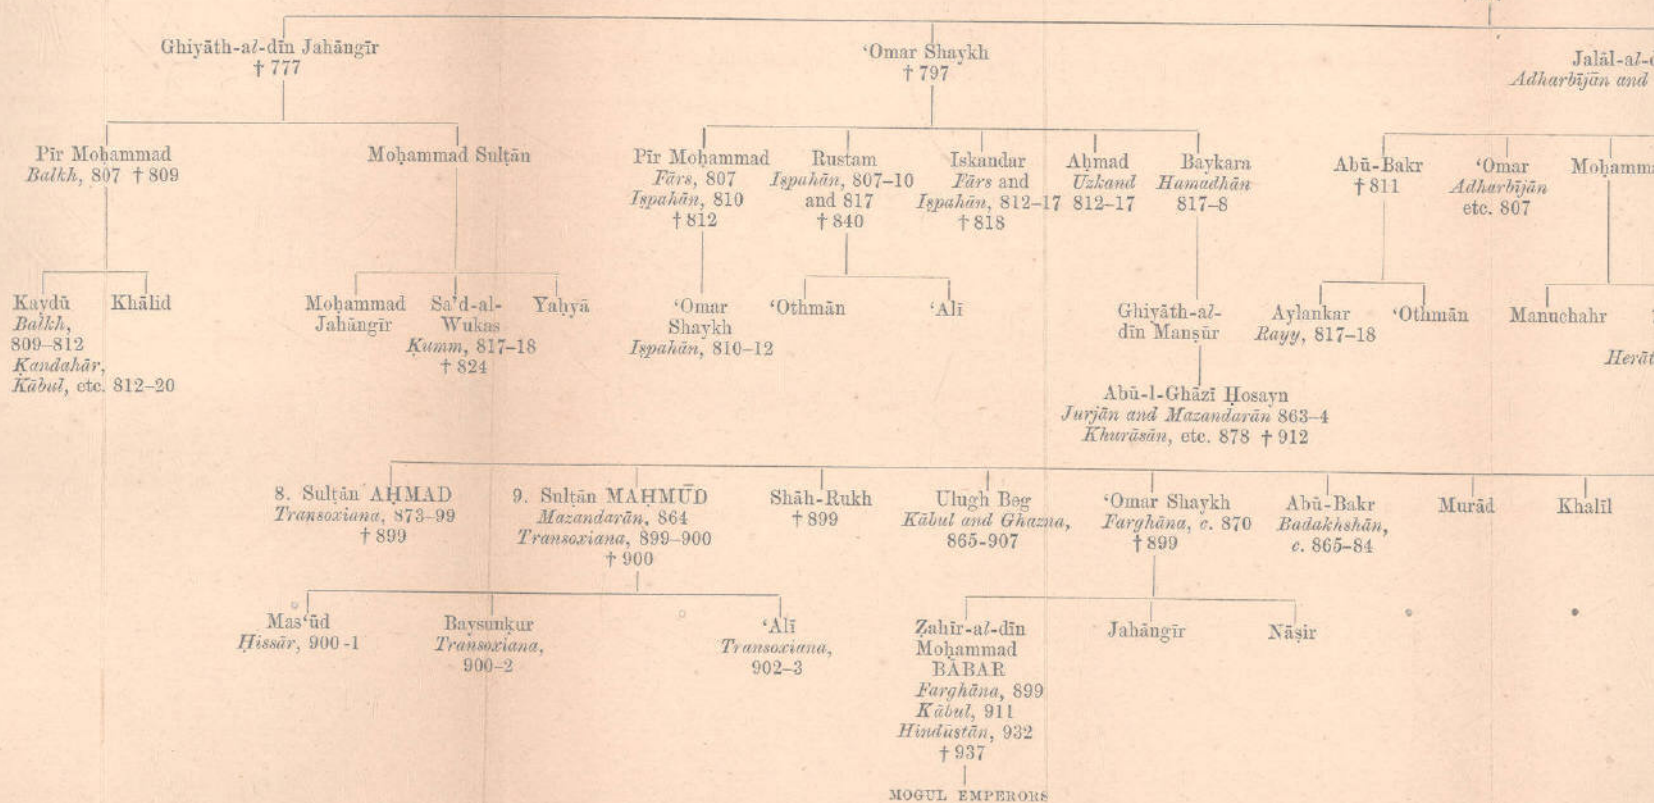 Ghiyāth-al-dīn Jahāngīr
† 777
‘Omar Shaykh
† 797
Jalāl-al-
Adharbījān and
Pīr Moḥammad
Balkh, 807 † 809
Moḥammad Sulṭān
Pīr Moḥammad
Fārs, 807
Iṣpahān, 810
† 812
Rustam
Iṣpahān, 807–10
and 817
† 840
Iskandar
Fārs and
Iṣpahān, 812–17
† 818
Aḥmad
Uzkand
812–17
Baykara
Hamadhān
817–8
Abū-Bakr
† 811
‘Omar
Adharbījān
etc. 807
Moḥamm
Kaydū
Balkh,
809–812
Ḳandahār,
Kābul, etc. 812–20
Khālid
Moḥammad
Jahāngīr
Sa‘d-al-
Wukas
Ḳumm, 817–18
† 824
Yaḥyā
‘Omar
Shaykh
Iṣpahān, 810–12
‘Othmān
‘Alī
Ghiyāth-al-
dīn Manṣūr
Aylankar
Rayy, 817–18
‘Othmān
Manuchahr
Herāt
Abū-l-Ghāzī Ḥosayn
Jurjān and Mazandarān 863–4
Khurāsān, etc. 878 † 912
8. Sulṭān AḤMAD
Transoxiana, 873–99
† 899
9. Sulṭān MAḤMŪD
Mazandarān, 864
Transoxiana, 899–900
† 900
Shāh-Rukh
† 899
Ulugh Beg
Kābul and Ghazna,
865-907
‘Omar Shaykh
Farghāna, c. 870
† 899
Abū-Bakr
Badakhshān,
c. 865–84
Murād
Khalīl
Mas‘ūd
Ḥissār, 900-1
Baysunḳur
Transoxiana,
900–2
‘Alī
Transoxiana,
902–3
Ẓahīr-al-dīn
Moḥammad
BĀBAR
Farghāna, 899
Kābul, 911
Hindūstān, 932
† 937
Jahāngīr
Nāṣir
MOGUL EMPERORS